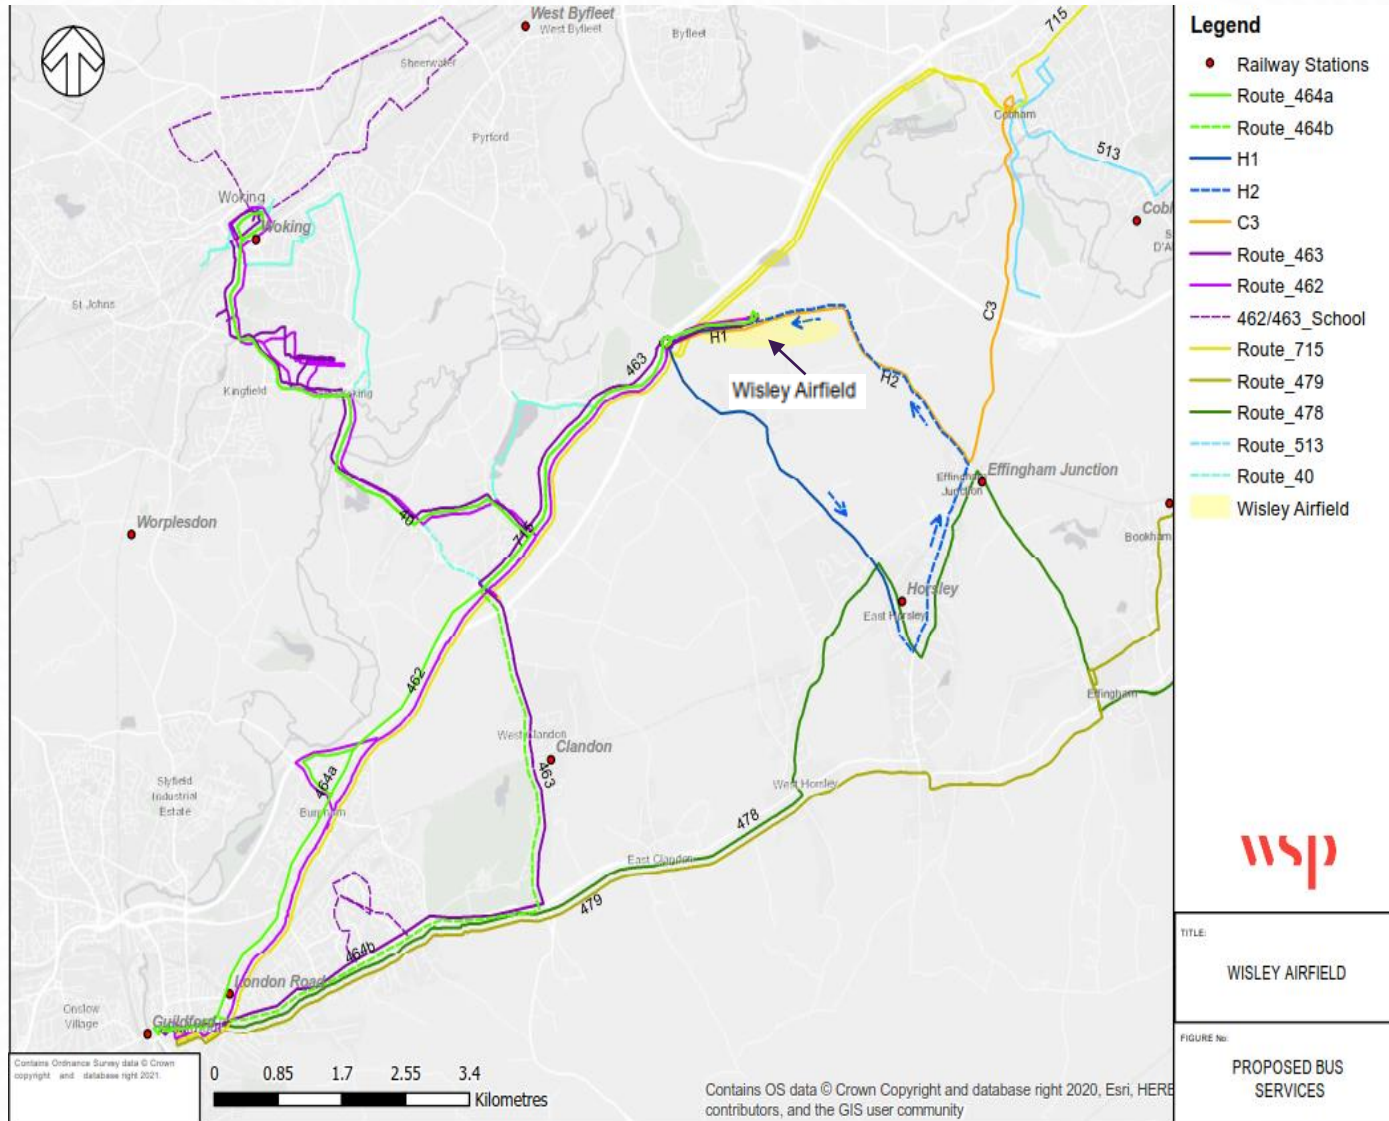 West Byfleet
West Byfleet
Byfleet
715
Sheerwater
Pyrford
Cobham
513
Woking
Woking
St Johns
C3
463
H1
H2
Wisley Airfield
Kingfield
Effingham Junction
Effingham
Junction
40
715
Worplesdon
Bookham
Horsley
East Horsley
462
Effingham
West Clandon
Clandon
463
464a
Slyfield
Industrial
Estate
Burpham
West Horsley
478
East Clandon
479
464b
London Road
Onslow
Village
Guildford
Contains Ordnance Survey data © Crown
copyright and database right 2021.
0 0.85 1.7 2.55 3.4
Kilometres
Contains OS data © Crown Copyright and database right 2020, Esri, HERE
contributors, and the GIS user community
Legend
Railway Stations
Route_464a
Route_464b
H1
H2
C3
Route_463
Route_462
462/463_School
Route_715
Route_479
Route_478
Route_513
Route_40
Wisley Airfield
wsp
TITLE:
WISLEY AIRFIELD
FIGURE No:
PROPOSED BUS
SERVICES